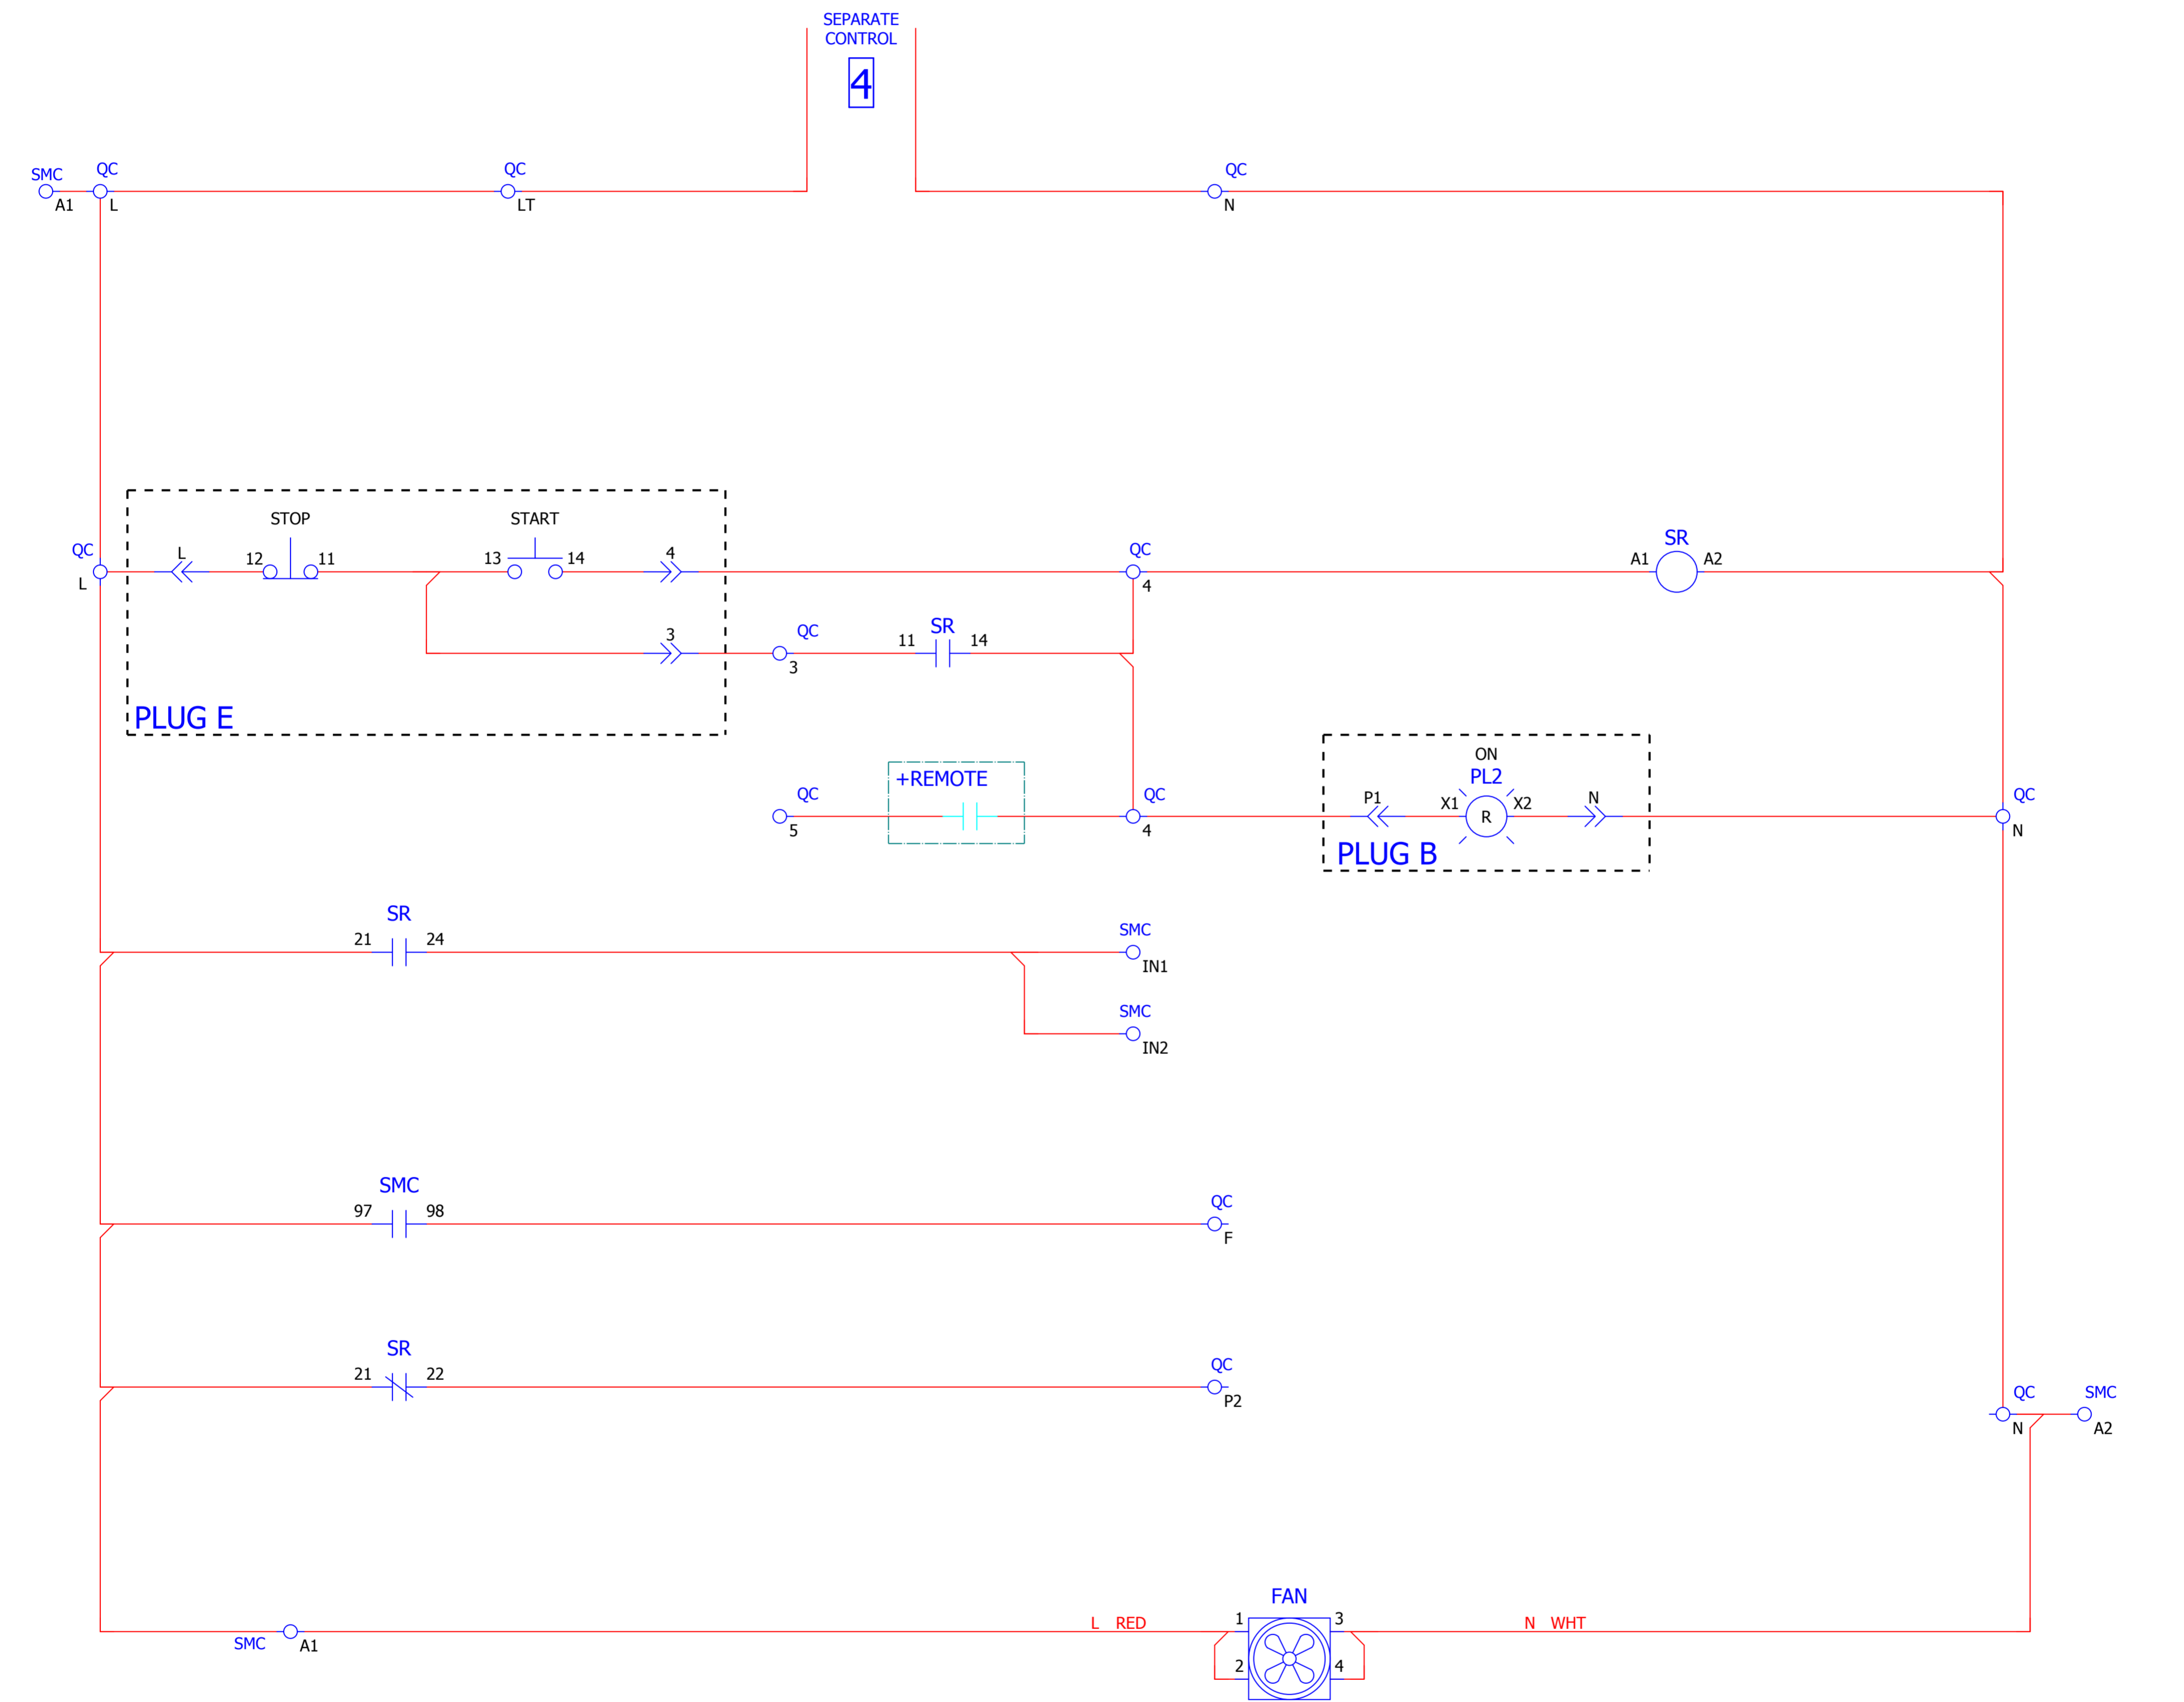 SEPARATE
CONTROL
4
SMC
A1
QC
L
QC
LT
QC
N
QC
L
L
STOP
12
11
START
13
14
4
3
PLUG E
QC
3
11
SR
14
QC
4
A1
SR
A2
QC
5
+REMOTE
QC
4
ON
PL2
P1
X1
R
X2
N
PLUG B
QC
N
SR
21
24
SMC
IN1
SMC
IN2
SMC
97
98
QC
F
SR
21
22
QC
P2
QC
N
SMC
A2
SMC
A1
L RED
FAN
1
2
3
4
N WHT